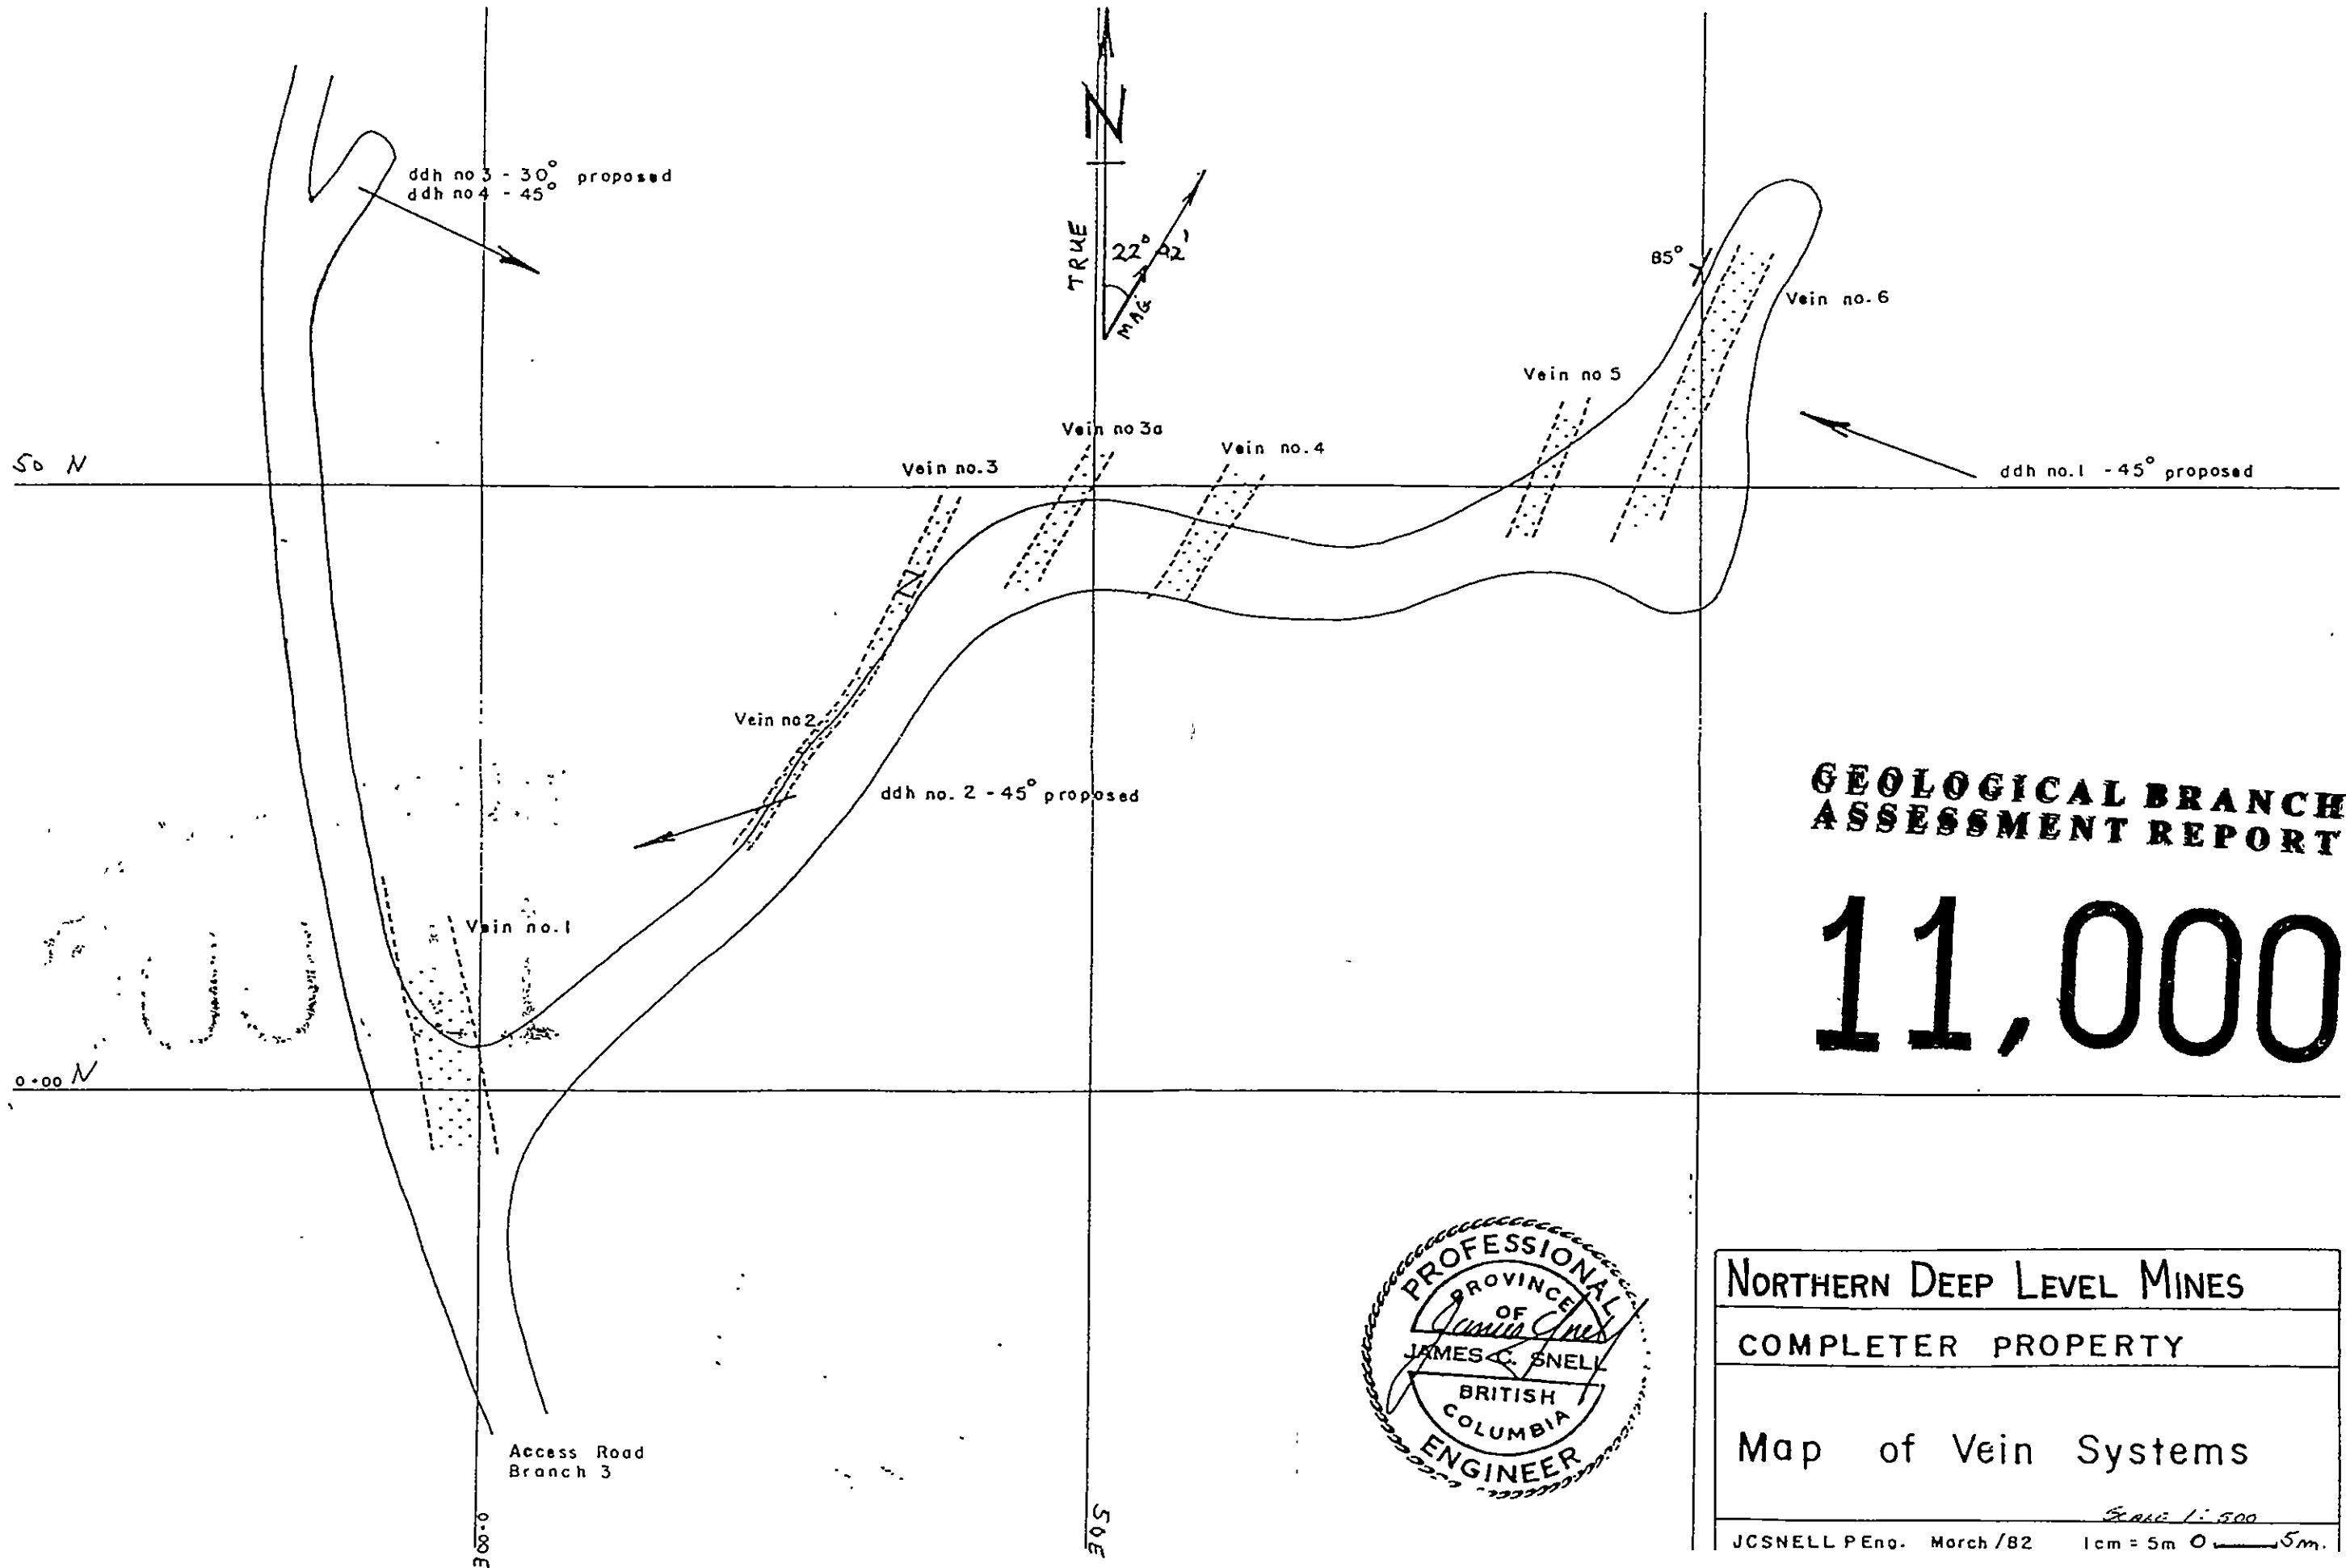 N
TRUE
22° 42'
MAG
ddh no 3 - 30° proposed
ddh no 4 - 45°
85°
Vein no. 6
Vein no 5
Vein no 3a
Vein no. 4
Vein no. 3
50 N
ddh no. 1 - 45° proposed
Vein no 2
ddh no. 2 - 45° proposed
GEOLOGICAL BRANCH
ASSESSMENT REPORT
11,000
Vein no. 1
0+00 N
PROFESSIONAL
PROVINCE
OF
JAMES C. SNELL
BRITISH
COLUMBIA
ENGINEER
NORTHERN DEEP LEVEL MINES
COMPLETER PROPERTY
Map of Vein Systems
SCALE 1:500
JCSNELL PEng. March/82 1cm = 5m 0 5m.
Access Road
Branch 3
0+00E
50E